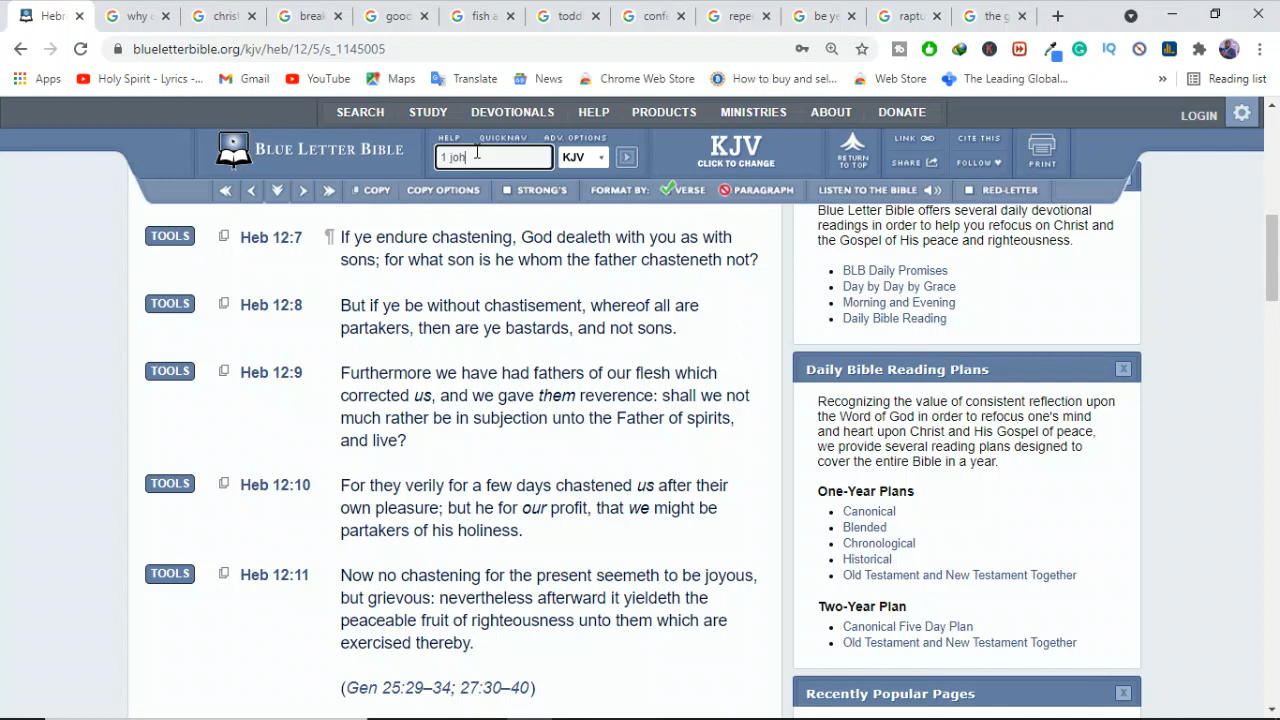 Hebr
why c
christ
break
good
fish a
todd
confe
repe
be ye
raptu
the g
blueletterbible.org/kjv/heb/12/5/s_1145005
Apps
Holy Spirit - Lyrics -...
Gmail
YouTube
Maps
Translate
News
Chrome Web Store
How to buy and sel...
Web Store
The Leading Global...
»
Reading list
SEARCH STUDY DEVOTIONALS HELP PRODUCTS MINISTRIES ABOUT DONATE
LOGIN
BLUE LETTER BIBLE
HELP QUICKNAV ADV. OPTIONS
1 joh
KJV
KJV
CLICK TO CHANGE
RETURN
TO TOP
LINK
CITE THIS
SHARE
FOLLOW
PRINT
COPY COPY OPTIONS STRONG'S FORMAT BY: VERSE PARAGRAPH LISTEN TO THE BIBLE RED-LETTER
TOOLS Heb 12:7 ¶ If ye endure chastening, God dealeth with you as with
sons; for what son is he whom the father chasteneth not?
TOOLS Heb 12:8 But if ye be without chastisement, whereof all are
partakers, then are ye bastards, and not sons.
TOOLS Heb 12:9 Furthermore we have had fathers of our flesh which
corrected us, and we gave them reverence: shall we not
much rather be in subjection unto the Father of spirits,
and live?
TOOLS Heb 12:10 For they verily for a few days chastened us after their
own pleasure; but he for our profit, that we might be
partakers of his holiness.
TOOLS Heb 12:11 Now no chastening for the present seemeth to be joyous,
but grievous: nevertheless afterward it yieldeth the
peaceable fruit of righteousness unto them which are
exercised thereby.
(Gen 25:29–34; 27:30–40)
Blue Letter Bible offers several daily devotional
readings in order to help you refocus on Christ and
the Gospel of His peace and righteousness.
BLB Daily Promises
Day by Day by Grace
Morning and Evening
Daily Bible Reading
Daily Bible Reading Plans
Recognizing the value of consistent reflection upon
the Word of God in order to refocus one's mind
and heart upon Christ and His Gospel of peace,
we provide several reading plans designed to
cover the entire Bible in a year.
One-Year Plans
Canonical
Blended
Chronological
Historical
Old Testament and New Testament Together
Two-Year Plan
Canonical Five Day Plan
Old Testament and New Testament Together
Recently Popular Pages